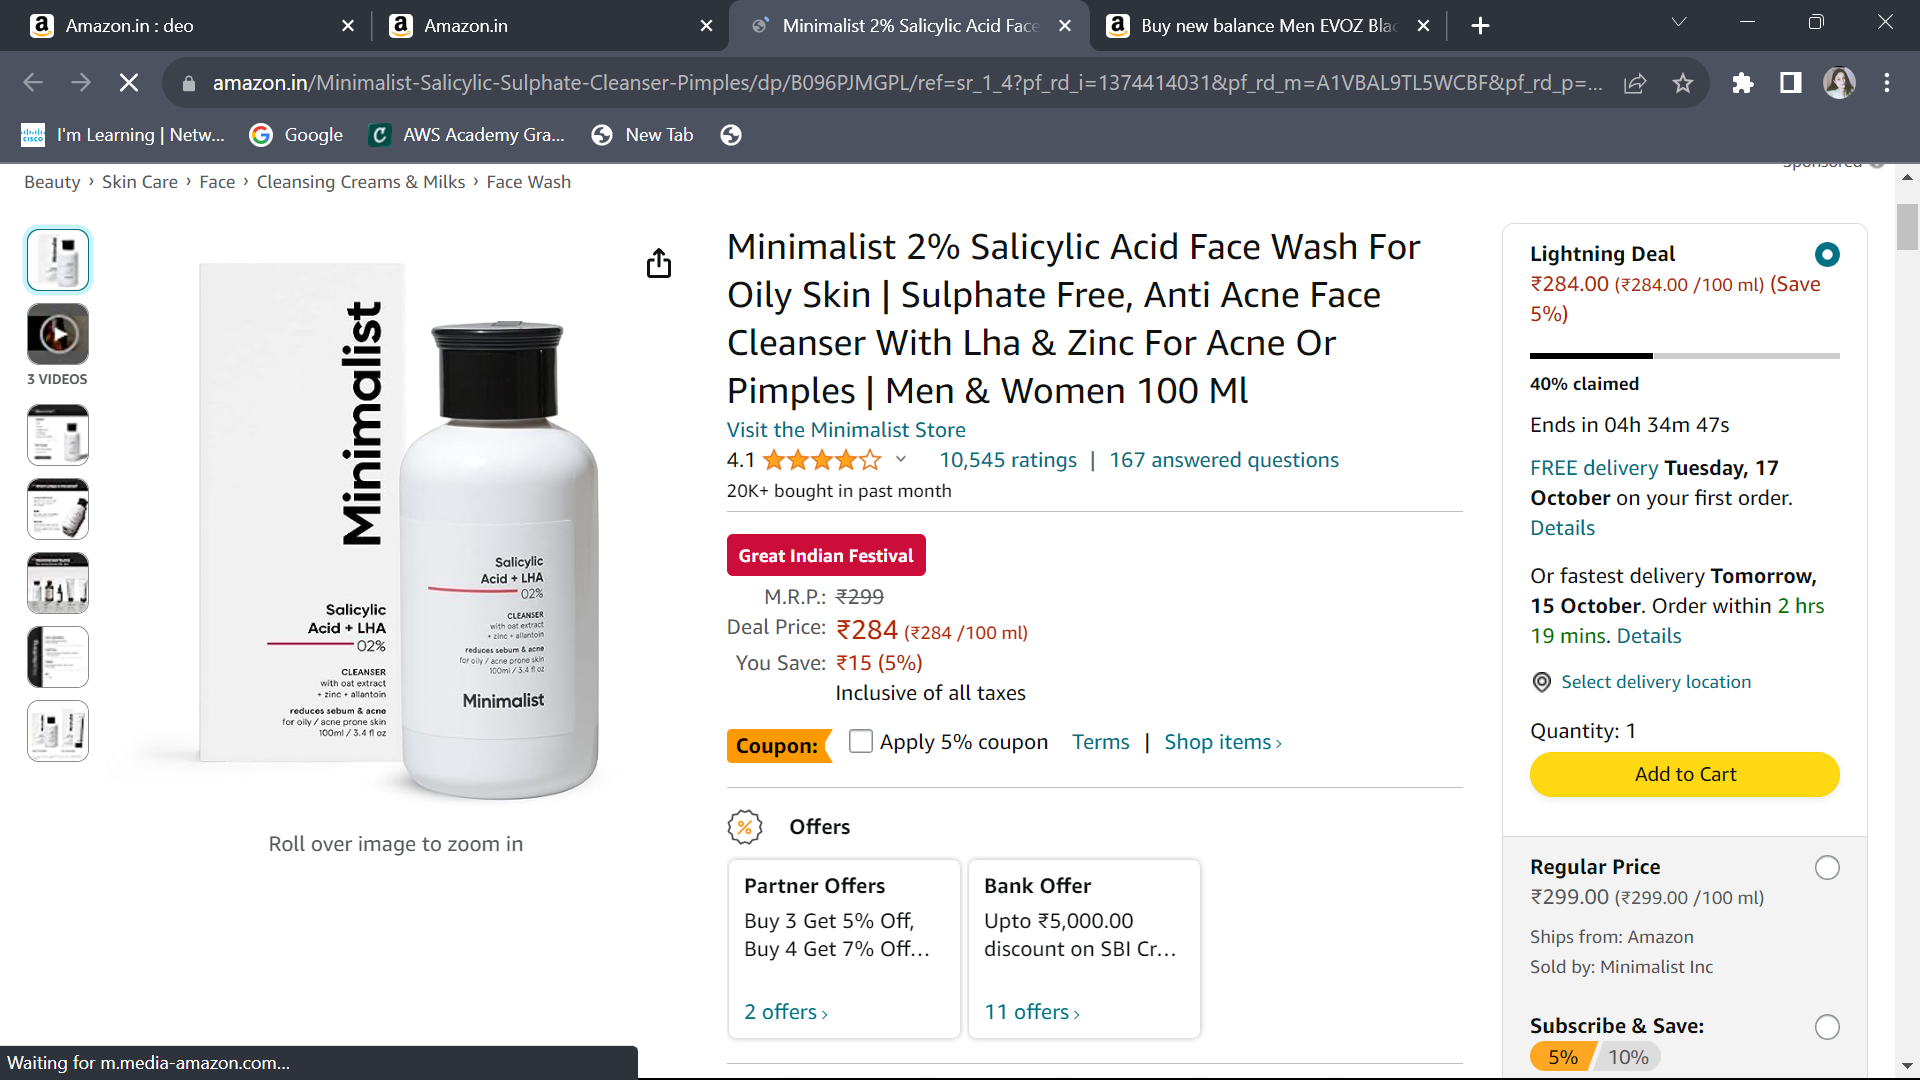 Amazon.in : deo
Amazon.in
Minimalist 2% Salicylic Acid Face
Buy new balance Men EVOZ Blac
amazon.in/Minimalist-Salicylic-Sulphate-Cleanser-Pimples/dp/B096PJMGPL/ref=sr_1_4?pf_rd_i=1374414031&pf_rd_m=A1VBAL9TL5WCBF&pf_rd_p=...
I'm Learning | Netw...
Google
AWS Academy Gra...
New Tab
Sponsored
Beauty › Skin Care › Face › Cleansing Creams & Milks › Face Wash
3 VIDEOS
Minimalist
Salicylic
Acid + LHA
02%
CLEANSER
with oat extract
+ zinc + allantoin
reduces sebum & acne
for oily / acne prone skin
100ml / 3.4 fl oz
Salicylic
Acid + LHA
02%
CLEANSER
with oat extract
+ zinc + allantoin
reduces sebum & acne
for oily / acne prone skin
100ml / 3.4 fl oz
Minimalist
Roll over image to zoom in
Minimalist 2% Salicylic Acid Face Wash For
Oily Skin | Sulphate Free, Anti Acne Face
Cleanser With Lha & Zinc For Acne Or
Pimples | Men & Women 100 Ml
Visit the Minimalist Store
4.1 10,545 ratings | 167 answered questions
20K+ bought in past month
Great Indian Festival
M.R.P.: ₹299
Deal Price: ₹284 (₹284 /100 ml)
You Save: ₹15 (5%)
Inclusive of all taxes
Coupon: Apply 5% coupon Terms | Shop items ›
% Offers
Partner Offers
Buy 3 Get 5% Off,
Buy 4 Get 7% Off...
2 offers ›
Bank Offer
Upto ₹5,000.00
discount on SBI Cr...
11 offers ›
Lightning Deal
₹284.00 (₹284.00 /100 ml) (Save
5%)
40% claimed
Ends in 04h 34m 47s
FREE delivery Tuesday, 17
October on your first order.
Details
Or fastest delivery Tomorrow,
15 October. Order within 2 hrs
19 mins. Details
Select delivery location
Quantity: 1
Add to Cart
Regular Price
₹299.00 (₹299.00 /100 ml)
Ships from: Amazon
Sold by: Minimalist Inc
Subscribe & Save:
5% 10%
Waiting for m.media-amazon.com...